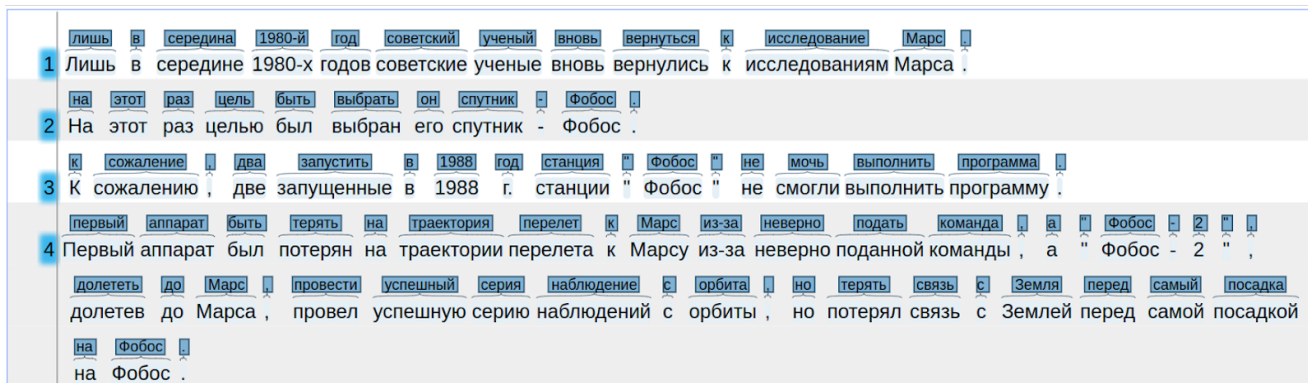 лишь в середина 1980-й год советский ученый вновь вернуться к исследование Марс .
1 Лишь в середине 1980-х годов советские ученые вновь вернулись к исследованиям Марса .
на этот раз цель быть выбрать он спутник - Фобос .
2 На этот раз целью был выбран его спутник - Фобос .
к сожаление , два запустить в 1988 год станция " Фобос " не мочь выполнить программа .
3 К сожалению , две запущенные в 1988 г. станции " Фобос " не смогли выполнить программу .
первый аппарат быть терять на траектория перелет к Марс из-за неверно подать команда , а " Фобос - 2 " ,
4 Первый аппарат был потерян на траектории перелета к Марсу из-за неверно поданной команды , а " Фобос - 2 " ,
долететь до Марс , провести успешный серия наблюдение с орбита , но терять связь с Земля перед самый посадка
долетев до Марса , провел успешную серию наблюдений с орбиты , но потерял связь с Землей перед самой посадкой
на Фобос .
на Фобос .